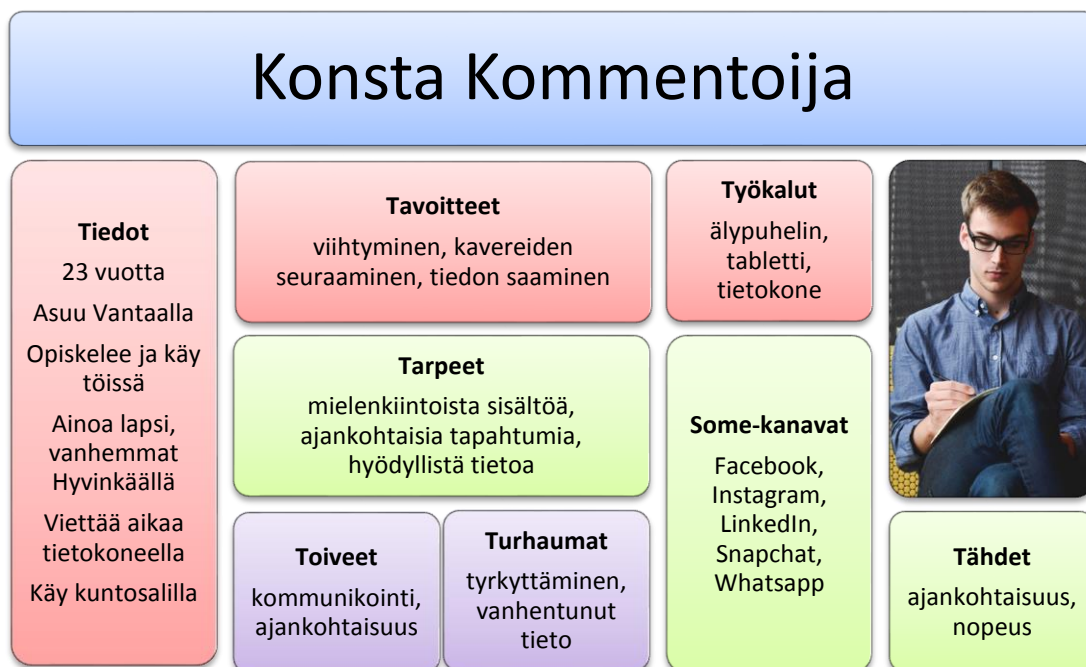 Konsta Kommentoija
Tiedot
23 vuotta
Asuu Vantaalla
Opiskelee ja käy
töissä
Ainoa lapsi,
vanhemmat
Hyvinkäällä
Viettää aikaa
tietokoneella
Käy kuntosalilla
Tavoitteet
viihtyminen, kavereiden
seuraaminen, tiedon saaminen
Tarpeet
mielenkiintoista sisältöä,
ajankohtaisia tapahtumia,
hyödyllistä tietoa
Toiveet
kommunikointi,
ajankohtaisuus
Turhaumat
tyrkyttäminen,
vanhentunut
tieto
Työkalut
älypuhelin,
tabletti,
tietokone
Some-kanavat
Facebook,
Instagram,
LinkedIn,
Snapchat,
Whatsapp
Tähdet
ajankohtaisuus,
nopeus